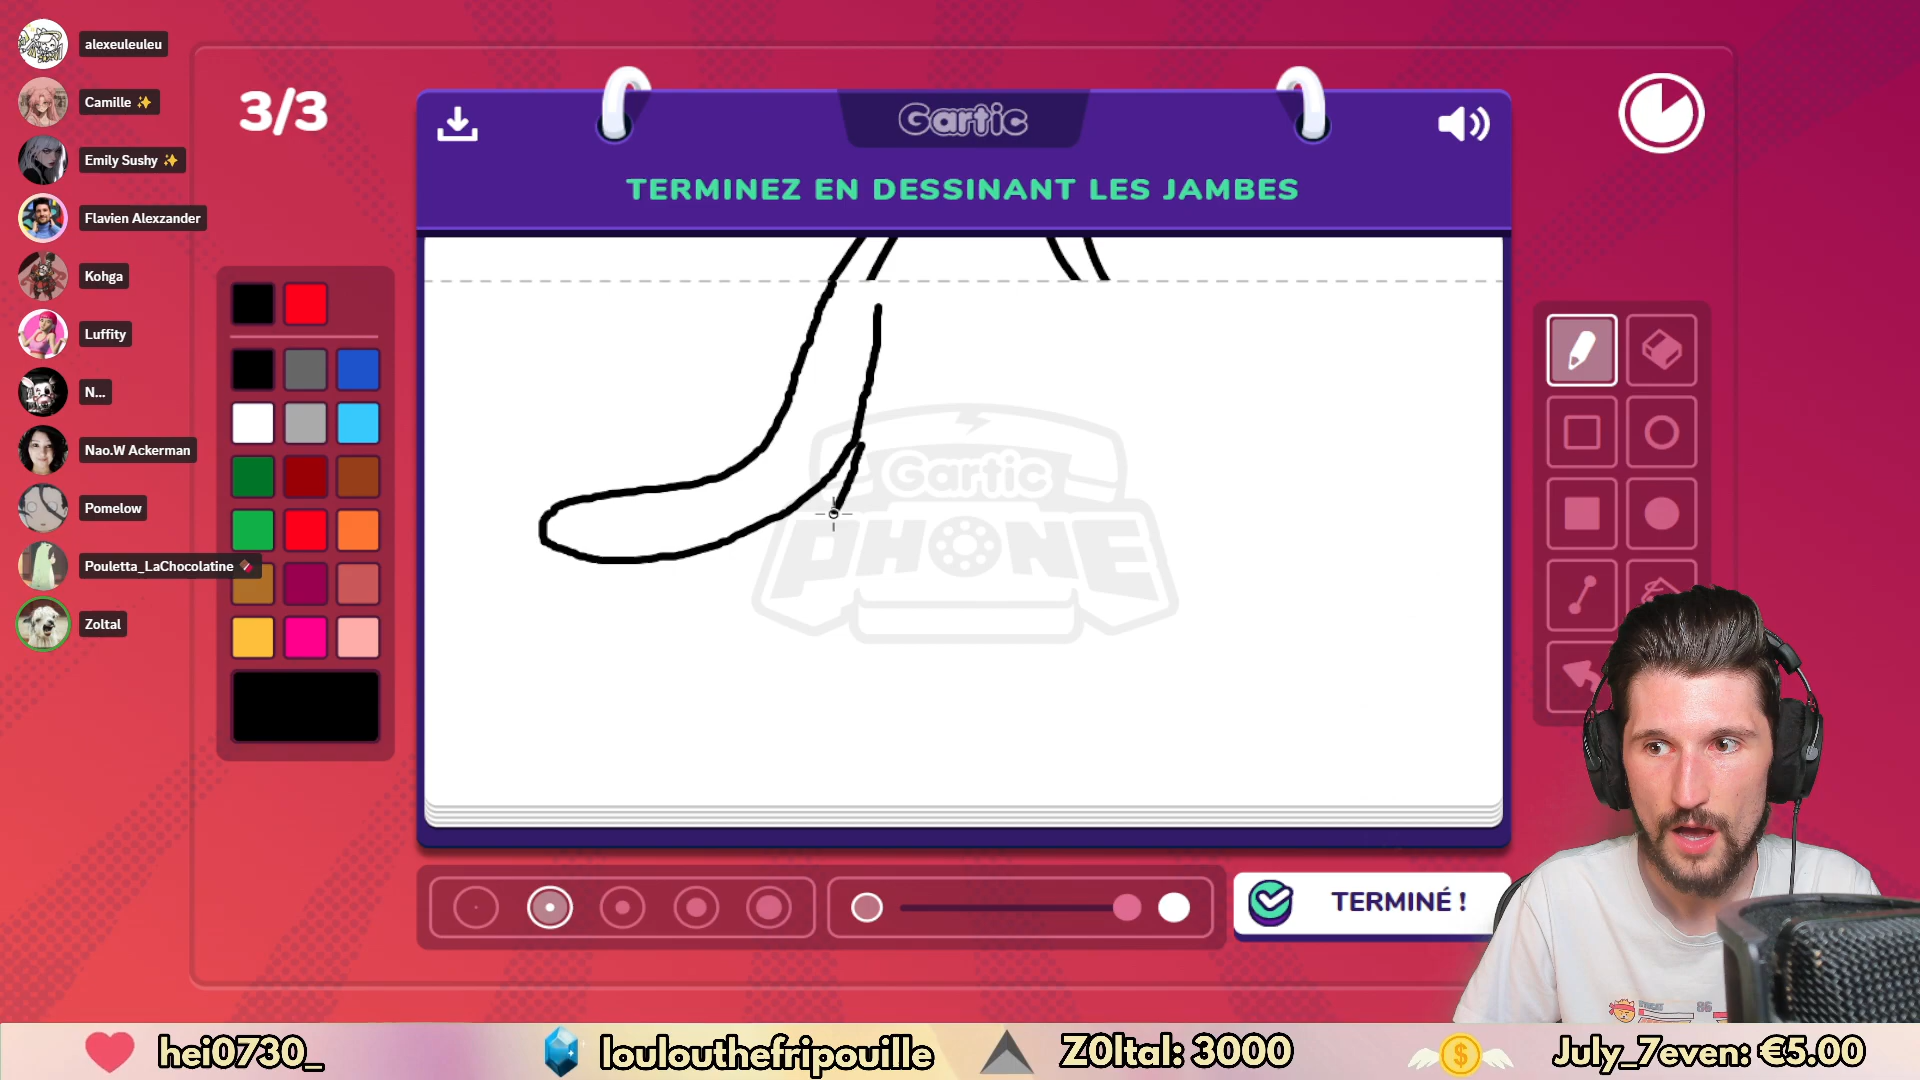 alexeuleuleu
Camille ✨
Emily Sushy ✨
Flavien Alexzander
Kohga
Luffity
N...
Nao.W Ackerman
Pomelow
Pouletta_LaChocolatine
Zoltal
3/3
Gartic
TERMINEZ EN DESSINANT LES JAMBES
Gartic
PHONE
TERMINÉ !
86
hei0730_
loulouthefripouille
Z0ltal: 3000
July_7even: €5.00